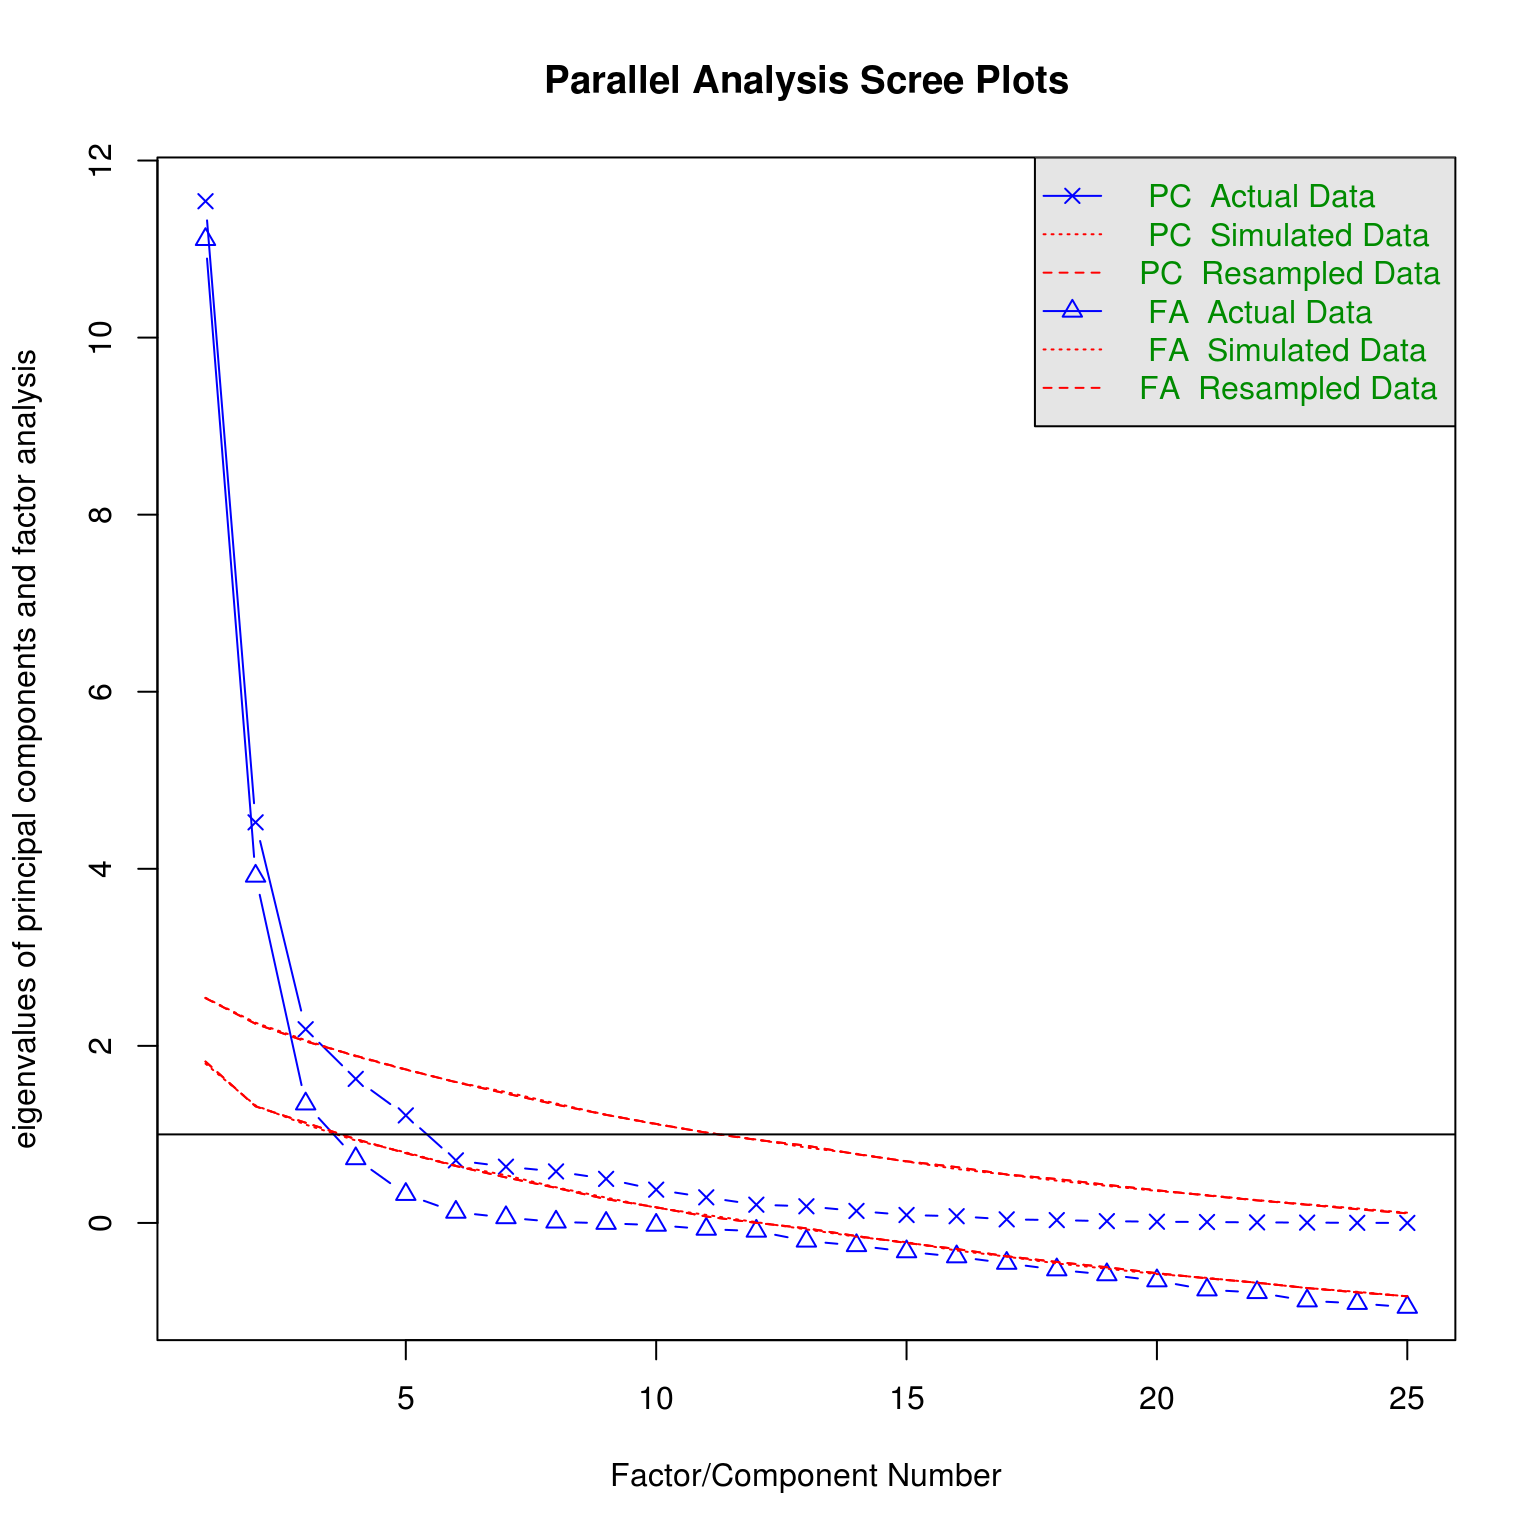 Parallel Analysis Scree Plots
eigenvalues of principal components and factor analysis
12
10
8
6
4
2
0
PC Actual Data
PC Simulated Data
PC Resampled Data
FA Actual Data
FA Simulated Data
FA Resampled Data
5 10 15 20 25
Factor/Component Number